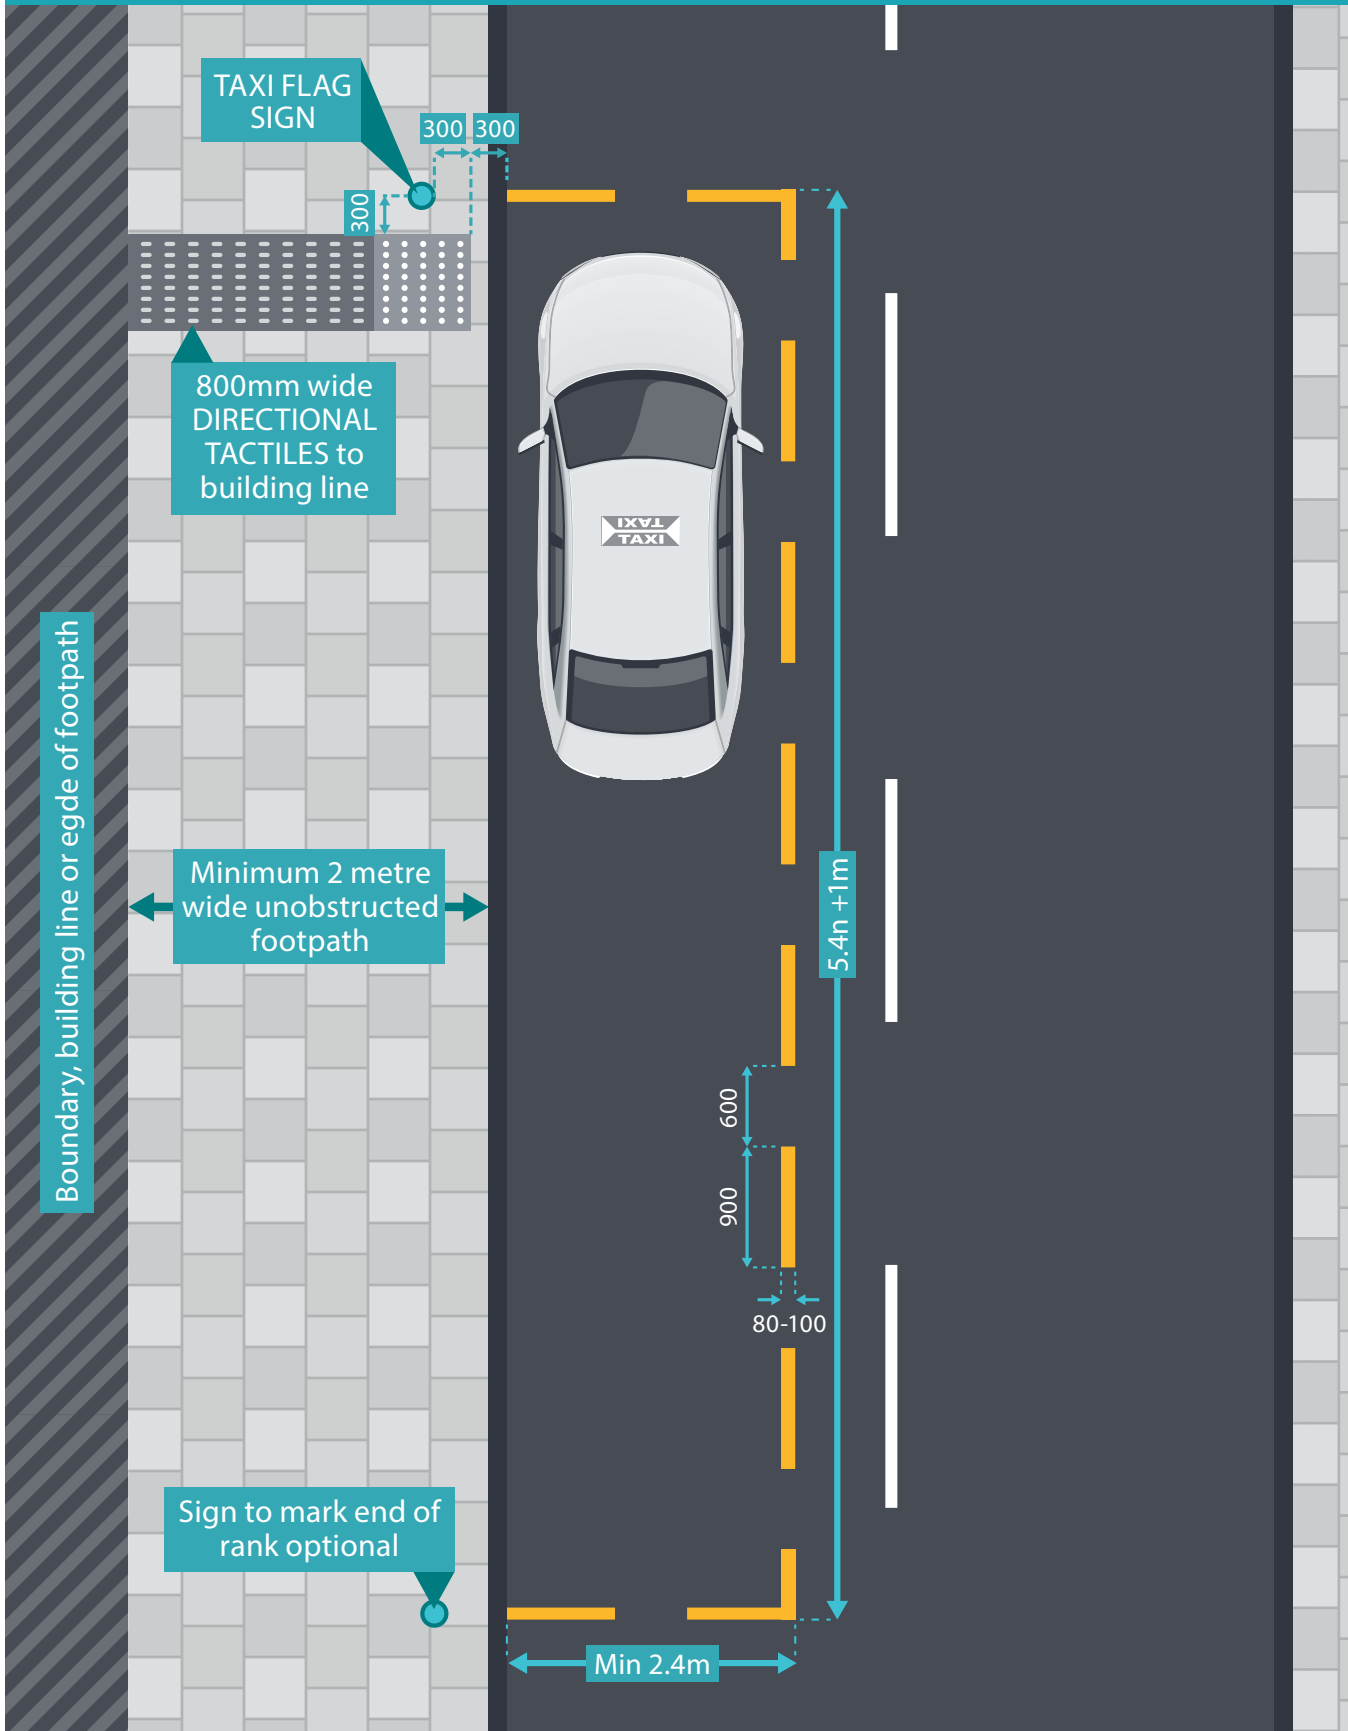 TAXI FLAG
SIGN
300
300
300
800mm wide
DIRECTIONAL
TACTILES to
building line
TAXI
TAXI
Boundary, building line or egde of footpath
Minimum 2 metre
wide unobstructed
footpath
5.4n +1m
600
900
80-100
Sign to mark end of
rank optional
Min 2.4m